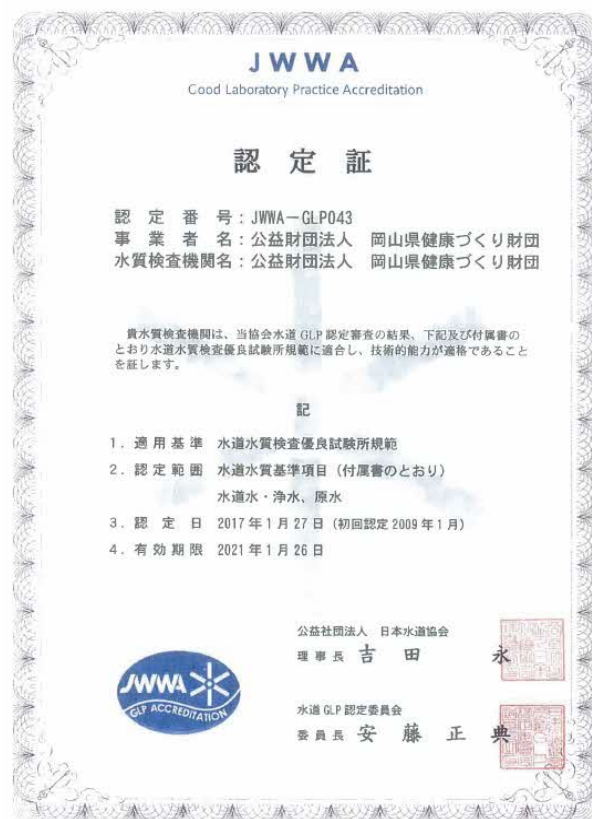 JWWA
Good Laboratory Practice Accreditation
認定証
認定番号：JWWA－GLP043
事業者名：公益財団法人　岡山県健康づくり財団
水質検査機関名：公益財団法人　岡山県健康づくり財団
貴水質検査機関は、当協会水道 GLP 認定審査の結果、下記及び付属書の
とおり水道水質検査優良試験所規範に適合し、技術的能力が適格であること
を証します。
記
1．適用基準　水道水質検査優良試験所規範
2．認定範囲　水道水質基準項目（付属書のとおり）
水道水・浄水、原水
3．認定日　2017年1月27日（初回認定2009年1月）
4．有効期限　2021年1月26日
公益社団法人　日本水道協会
理事長　吉田　永
水道 GLP 認定委員会
委員長　安藤正典
JWWA
GLP ACCREDITATION